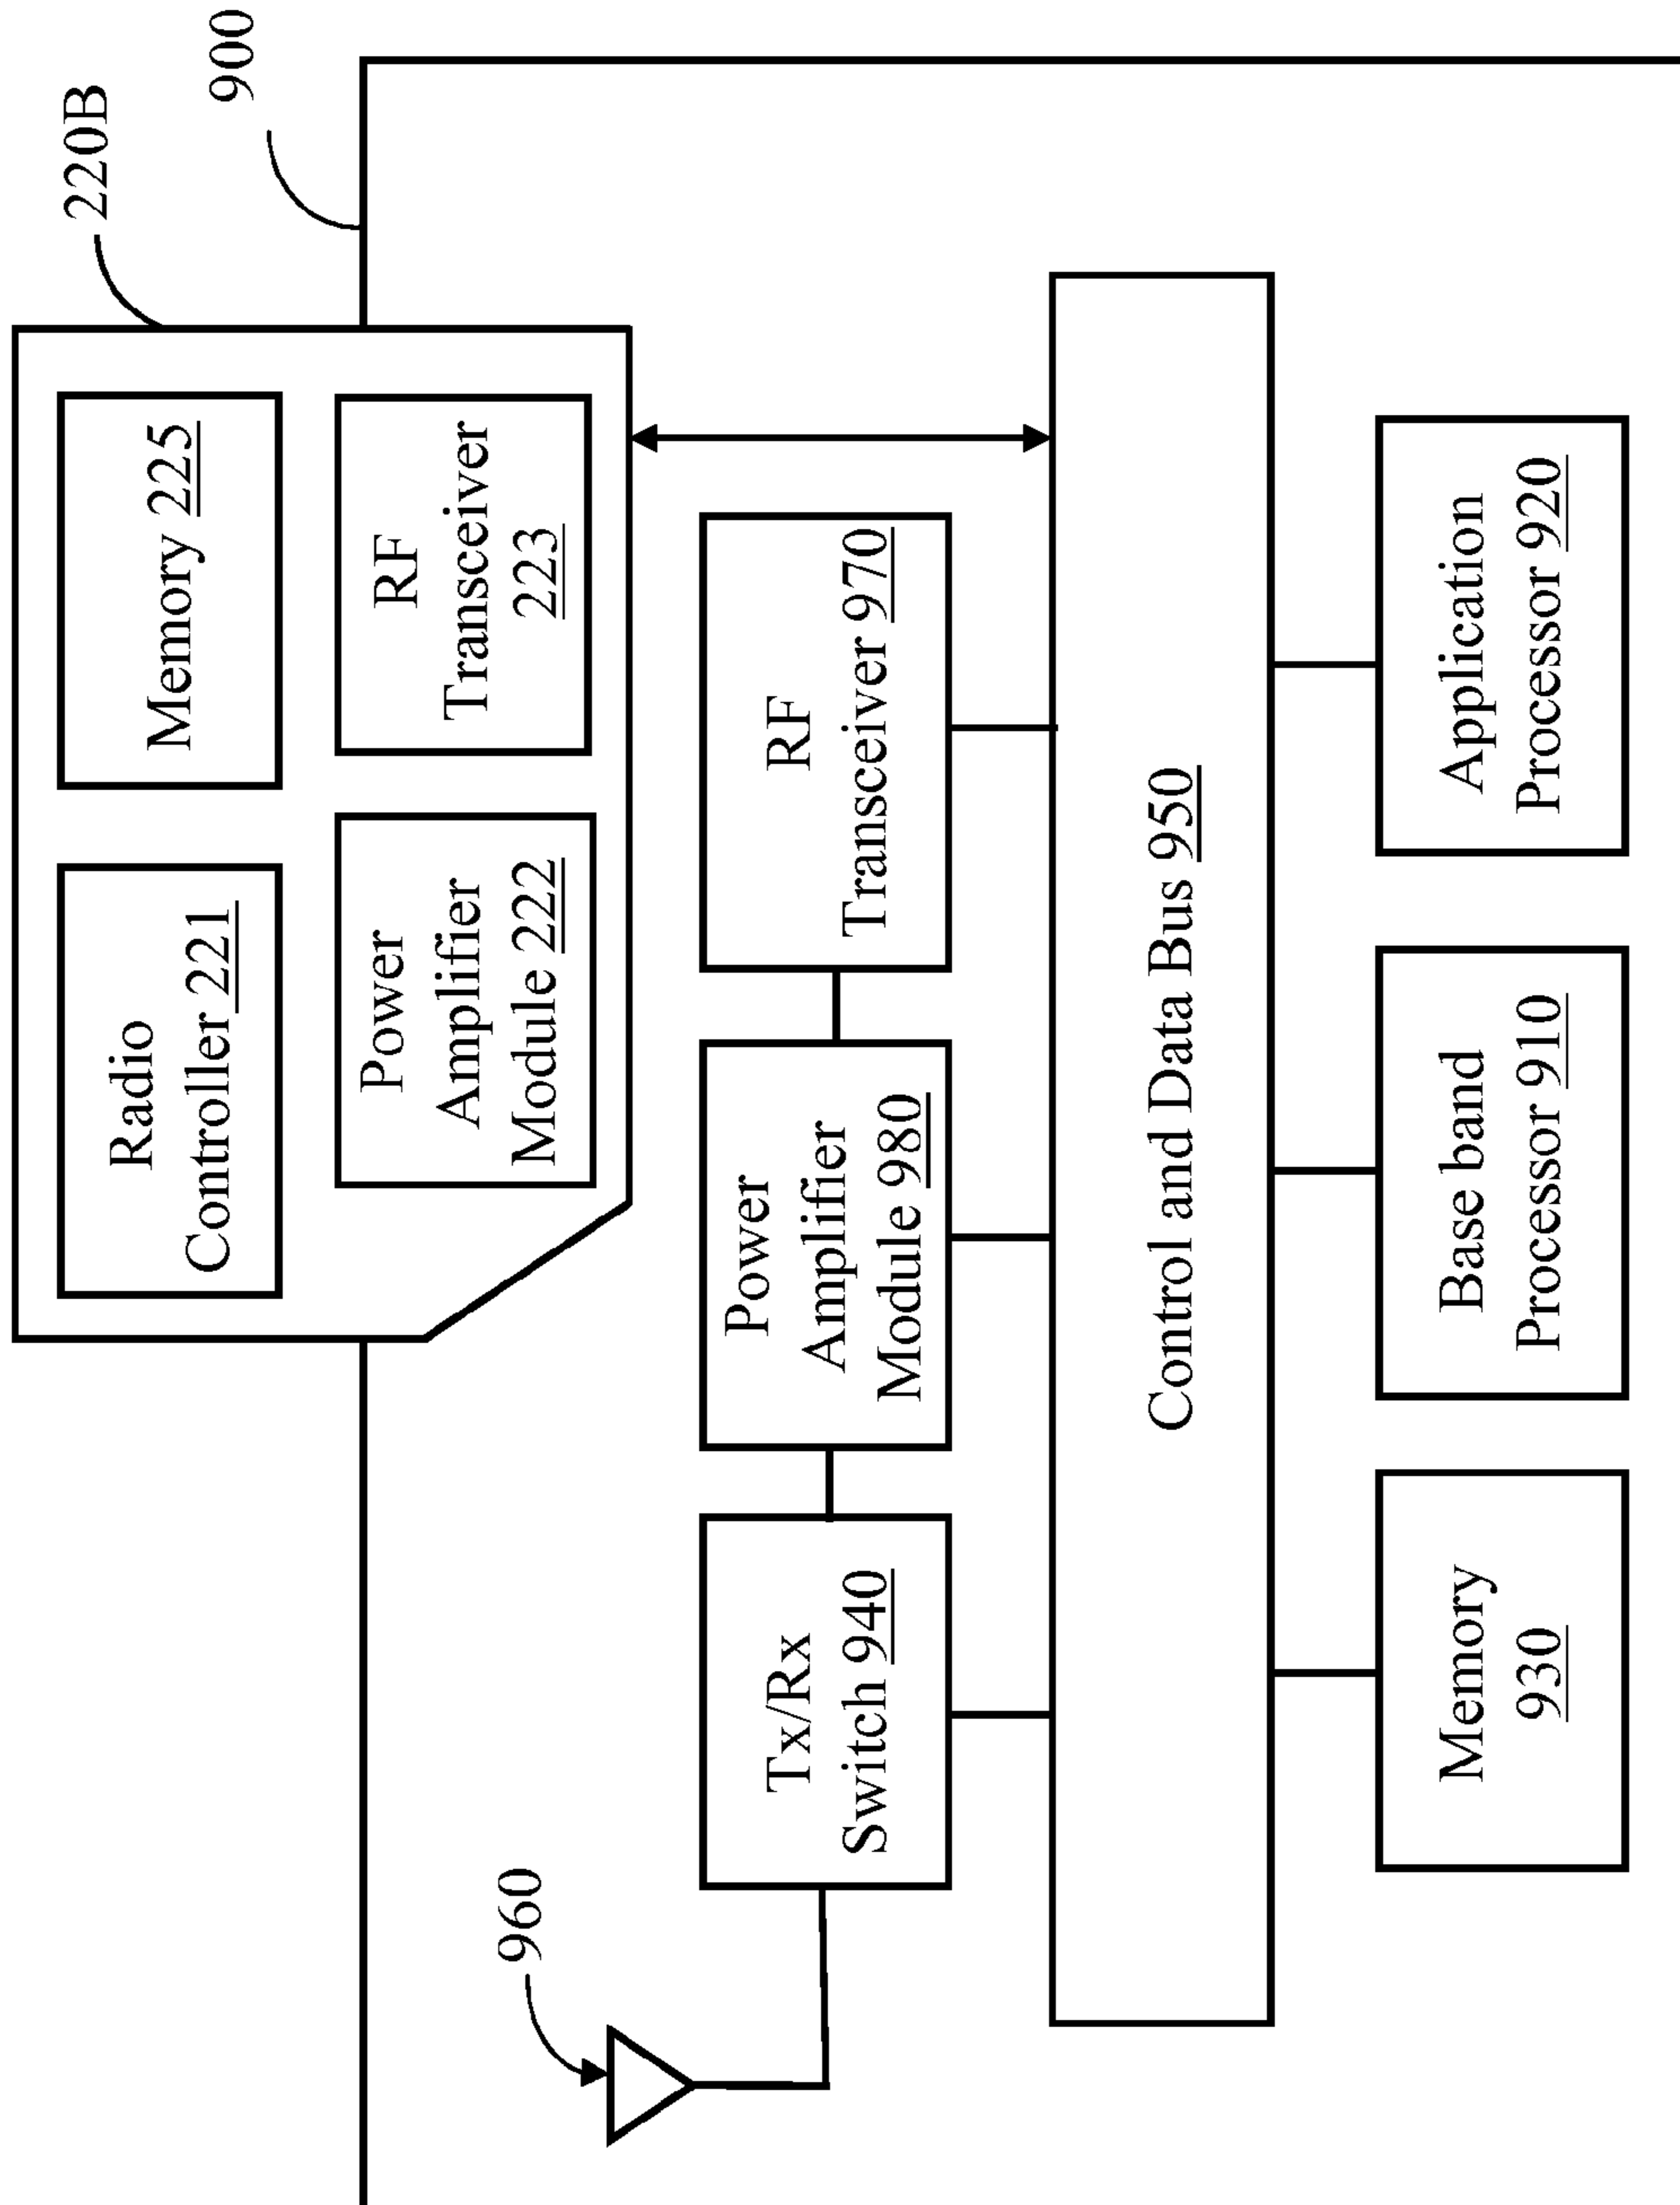 220B
900
Radio
Controller 221
Memory 225
Power
Amplifier
Module 222
RF
Transceiver
223
960
Tx/Rx
Switch 940
Power
Amplifier
Module 980
RF
Transceiver 970
Control and Data Bus 950
Memory
930
Base band
Processor 910
Application
Processor 920